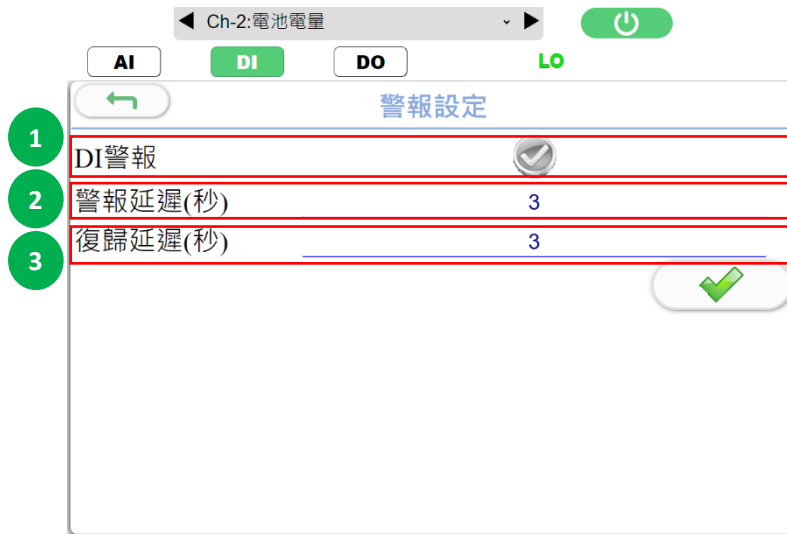 Ch-2:電池電量
AI DI DO LO
警報設定
1 DI警報
2 警報延遲(秒) 3
3 復歸延遲(秒) 3